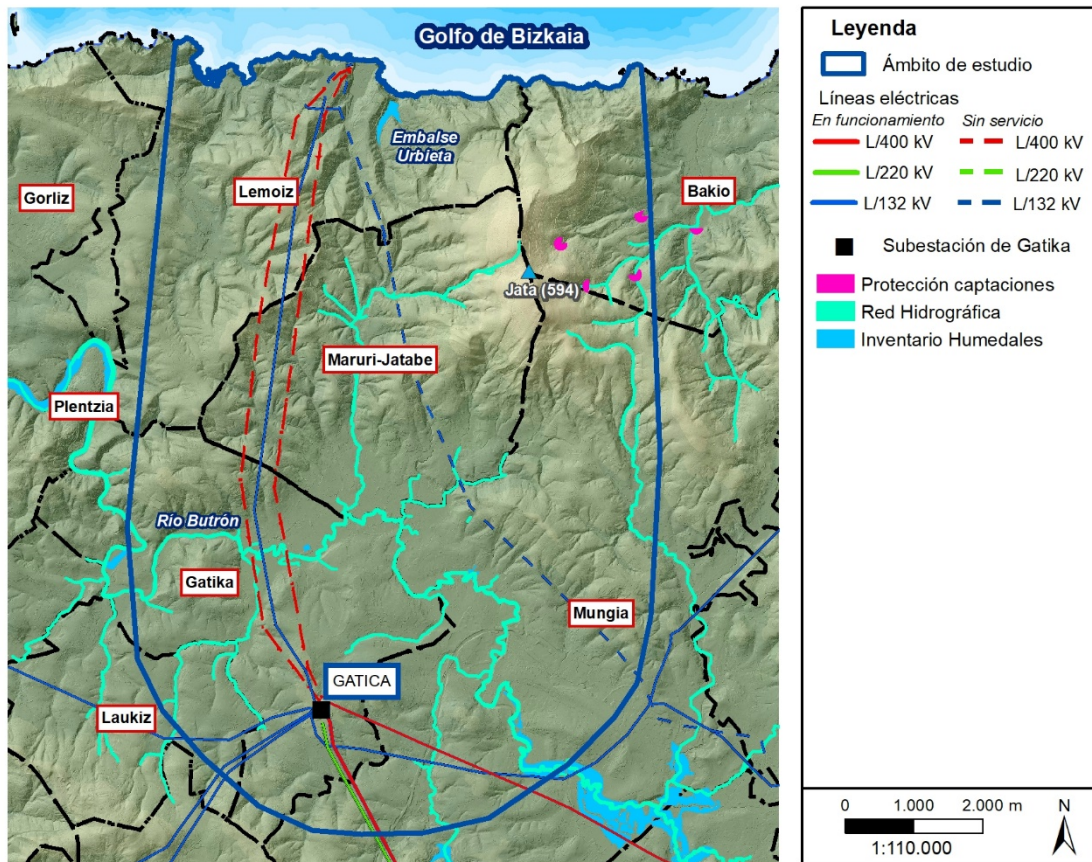 Golfo de Bizkaia
Embalse
Urbieta
Lemoiz
Bakio
Gorliz
Jata (594)
Maruri-Jatabe
Plentzia
Río Butrón
Gatika
Mungia
GATICA
Laukiz
Leyenda
Ámbito de estudio
Líneas eléctricas
En funcionamiento Sin servicio
L/400 kV L/400 kV
L/220 kV L/220 kV
L/132 kV L/132 kV
Subestación de Gatika
Protección captaciones
Red Hidrográfica
Inventario Humedales
0 1.000 2.000 m N
1:110.000